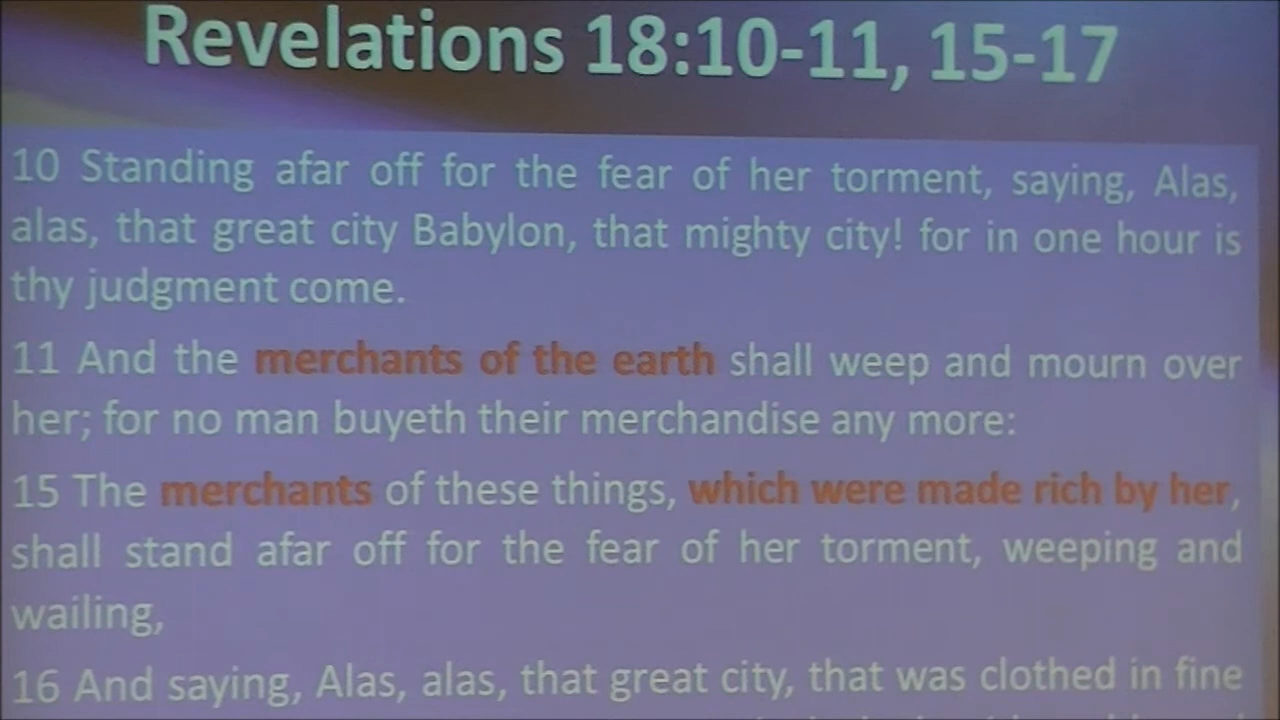 Revelations 18:10-11, 15-17
10 Standing afar off for the fear of her torment, saying, Alas,
alas, that great city Babylon, that mighty city! for in one hour is
thy judgment come.
11 And the merchants of the earth shall weep and mourn over
her; for no man buyeth their merchandise any more:
15 The merchants of these things, which were made rich by her,
shall stand afar off for the fear of her torment, weeping and
wailing,
16 And saying, Alas, alas, that great city, that was clothed in fine